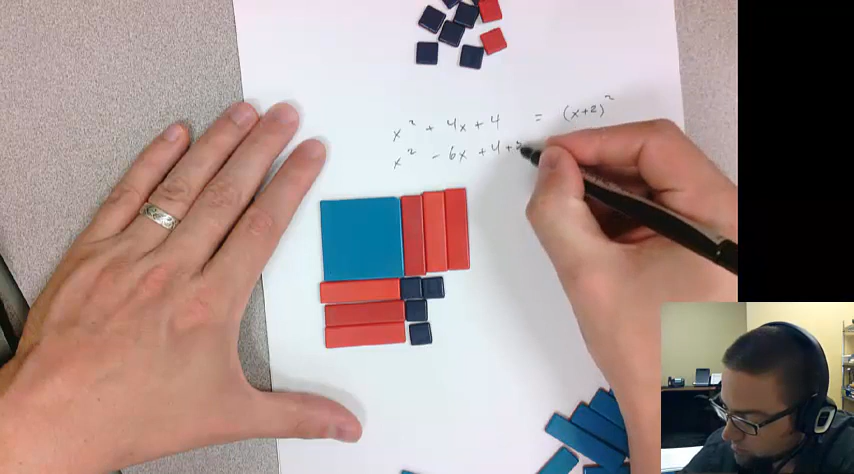 x² + 4x + 4 = (x+2)²
x² - 6x + 4 +